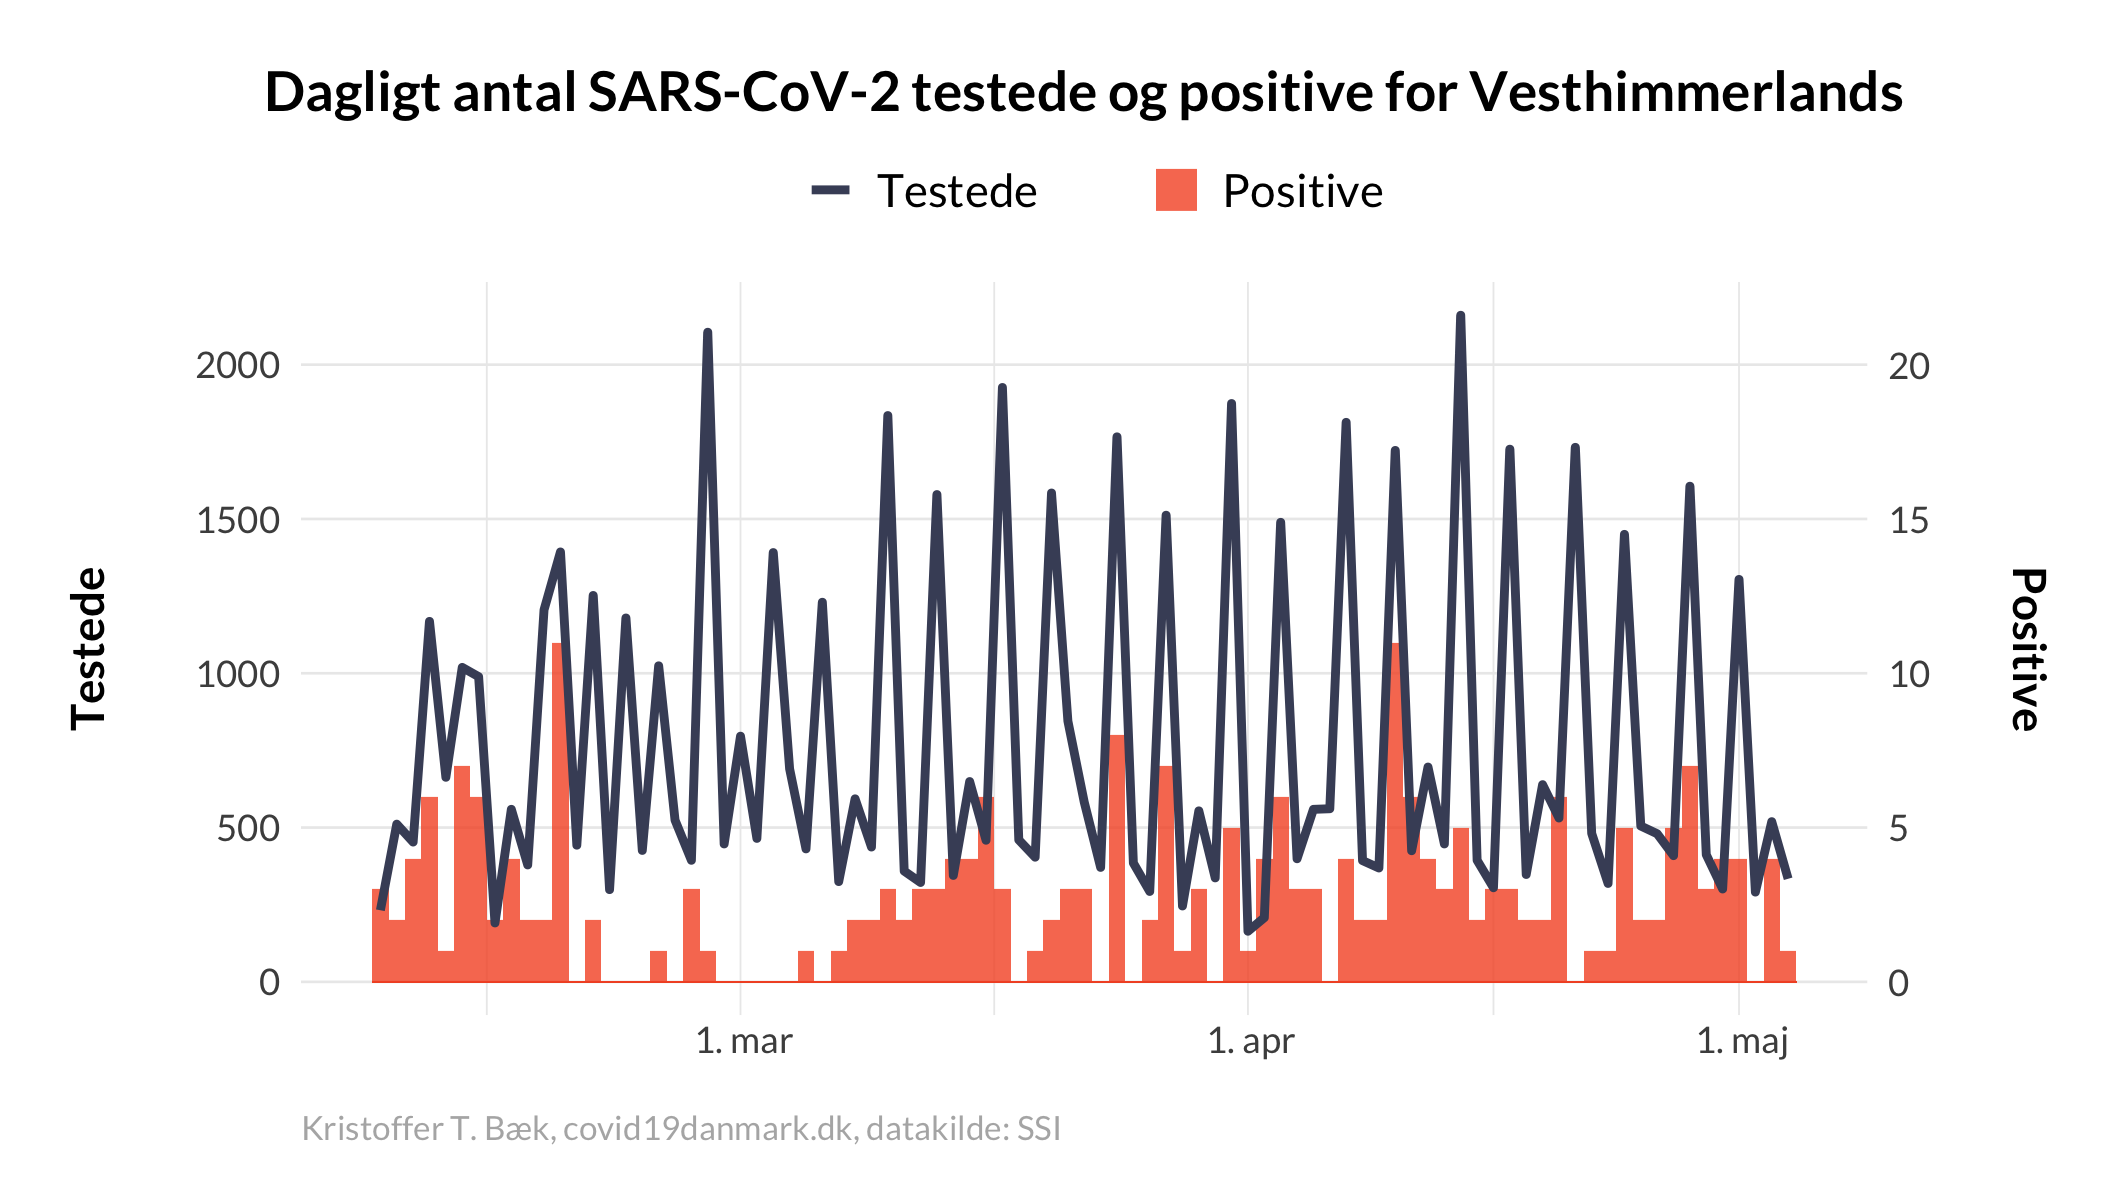 Dagligt antal SARS-CoV-2 testede og positive for Vesthimmerlands
Testede
Positive
2000
1500
1000
500
0
20
15
10
5
0
Testede
Positive
1. mar
1. apr
1. maj
Kristoffer T. Bæk, covid19danmark.dk, datakilde: SSI